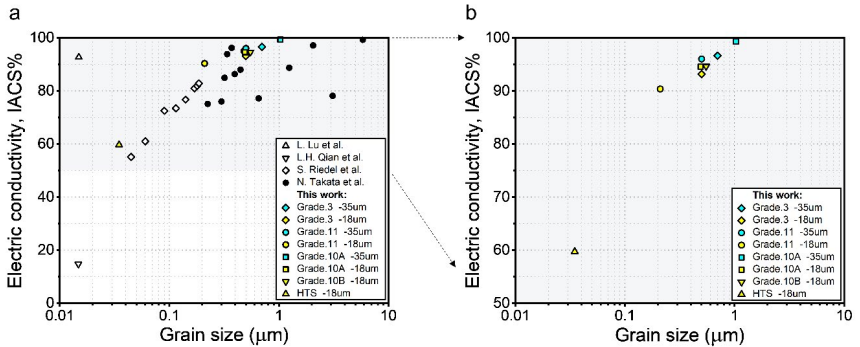 a
Electric conductivity, IACS%
100
80
60
40
20
0
0.01
0.1
1
10
Grain size (μm)
L. Lu et al.
L.H. Qian et al.
S. Riedel et al.
N. Takata et al.
This work:
Grade.3 -35um
Grade.3 -18um
Grade.11 -35um
Grade.11 -18um
Grade.10A -35um
Grade.10A -18um
Grade.10B -18um
HTS -18um
b
Electric conductivity, IACS%
100
90
80
70
60
50
0.01
0.1
1
10
Grain size (μm)
This work:
Grade.3 -35um
Grade.3 -18um
Grade.11 -35um
Grade.11 -18um
Grade.10A -35um
Grade.10A -18um
Grade.10B -18um
HTS -18um